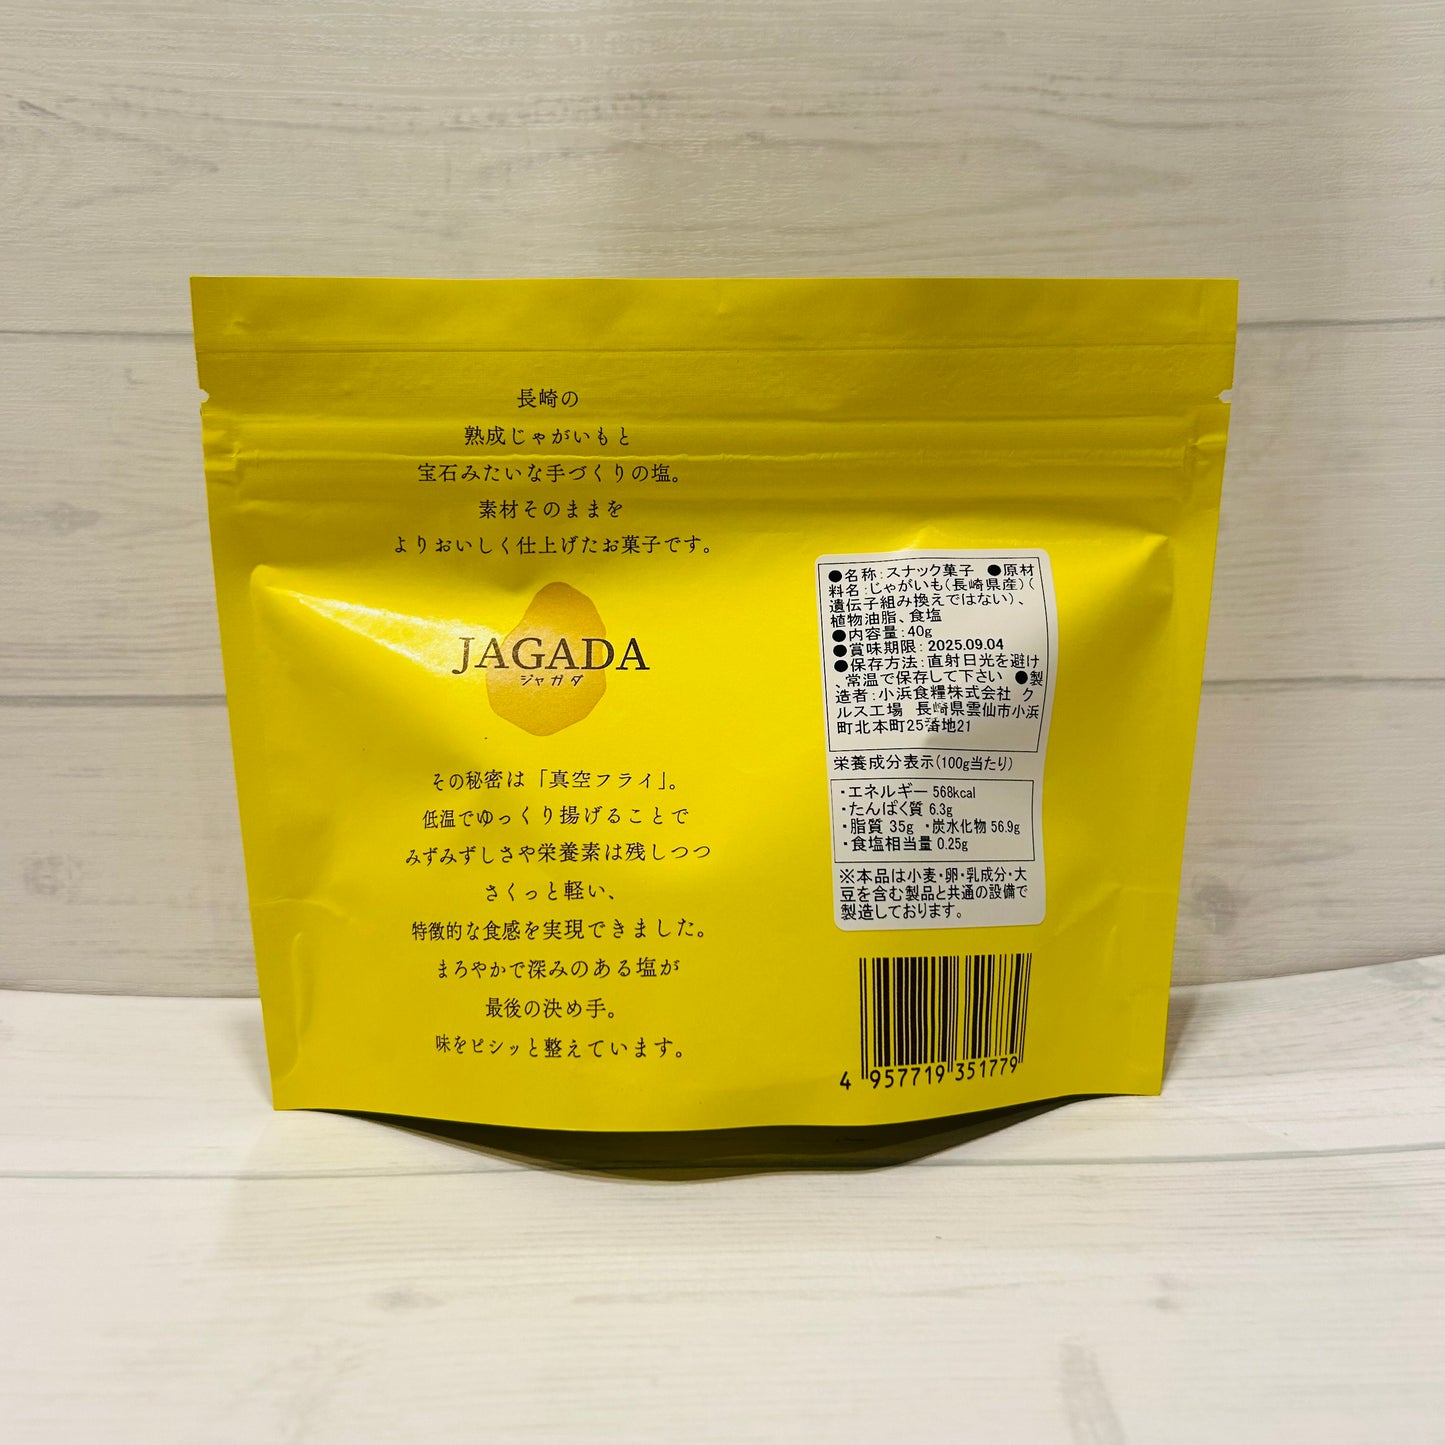 長崎の
熟成じゃがいもと
宝石みたいな手づくりの塩。
素材そのままを
よりおいしく仕上げたお菓子です。
JAGADA
ジャガダ
その秘密は「真空フライ」。
低温でゆっくり揚げることで
みずみずしさや栄養素は残しつつ
さくっと軽い、
特徴的な食感を実現できました。
まろやかで深みのある塩が
最後の決め手。
味をピシッと整えています。
●名称:スナック菓子 ●原材
料名:じゃがいも(長崎県産)(
遺伝子組み換えではない)、
植物油脂、食塩
●内容量:40g
●賞味期限:2025.09.04
●保存方法:直射日光を避け
、常温で保存して下さい ●製
造者:小浜食糧株式会社 ク
ルス工場 長崎県雲仙市小浜
町北本町25番地21
栄養成分表示(100g当たり)
・エネルギー 568kcal
・たんぱく質 6.3g
・脂質 35g ・炭水化物 56.9g
・食塩相当量 0.25g
※本品は小麦・卵・乳成分・大
豆を含む製品と共通の設備で
製造しております。
4 957719 351779